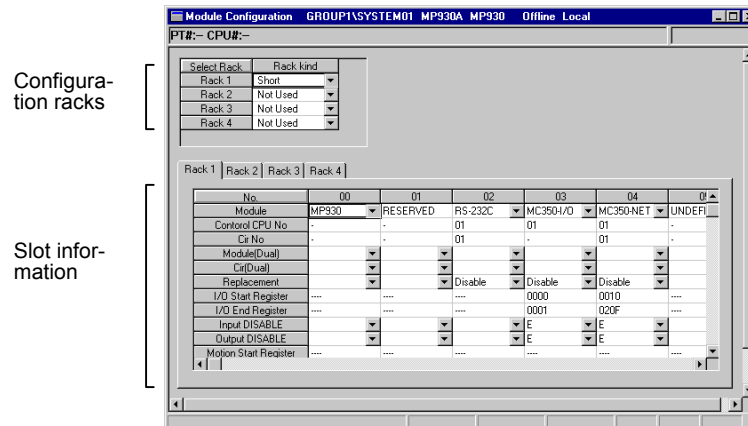 Module Configuration GROUP1\SYSTEM01 MP930A MP930 Offline Local
PT#:– CPU#:–
Configura-
tion racks
Select Rack Rack kind
Rack 1 Short
Rack 2 Not Used
Rack 3 Not Used
Rack 4 Not Used
Rack 1 Rack 2 Rack 3 Rack 4
Slot infor-
mation
No. 00 01 02 03 04
Module MP930 RESERVED RS-232C MC350-I/O MC350-NET UNDEFI
Contorol CPU No - - 01 01 01 -
Cir No - - 01 - 01 -
Module(Dual)
Cir(Dual)
Replacement Disable Disable Disable
I/O Start Register ---- ---- ---- 0000 0010 ----
I/O End Register ---- ---- ---- 0001 020F ----
Input DISABLE E E
Output DISABLE E E
Motion Start Register ---- ---- ---- ---- ---- ----